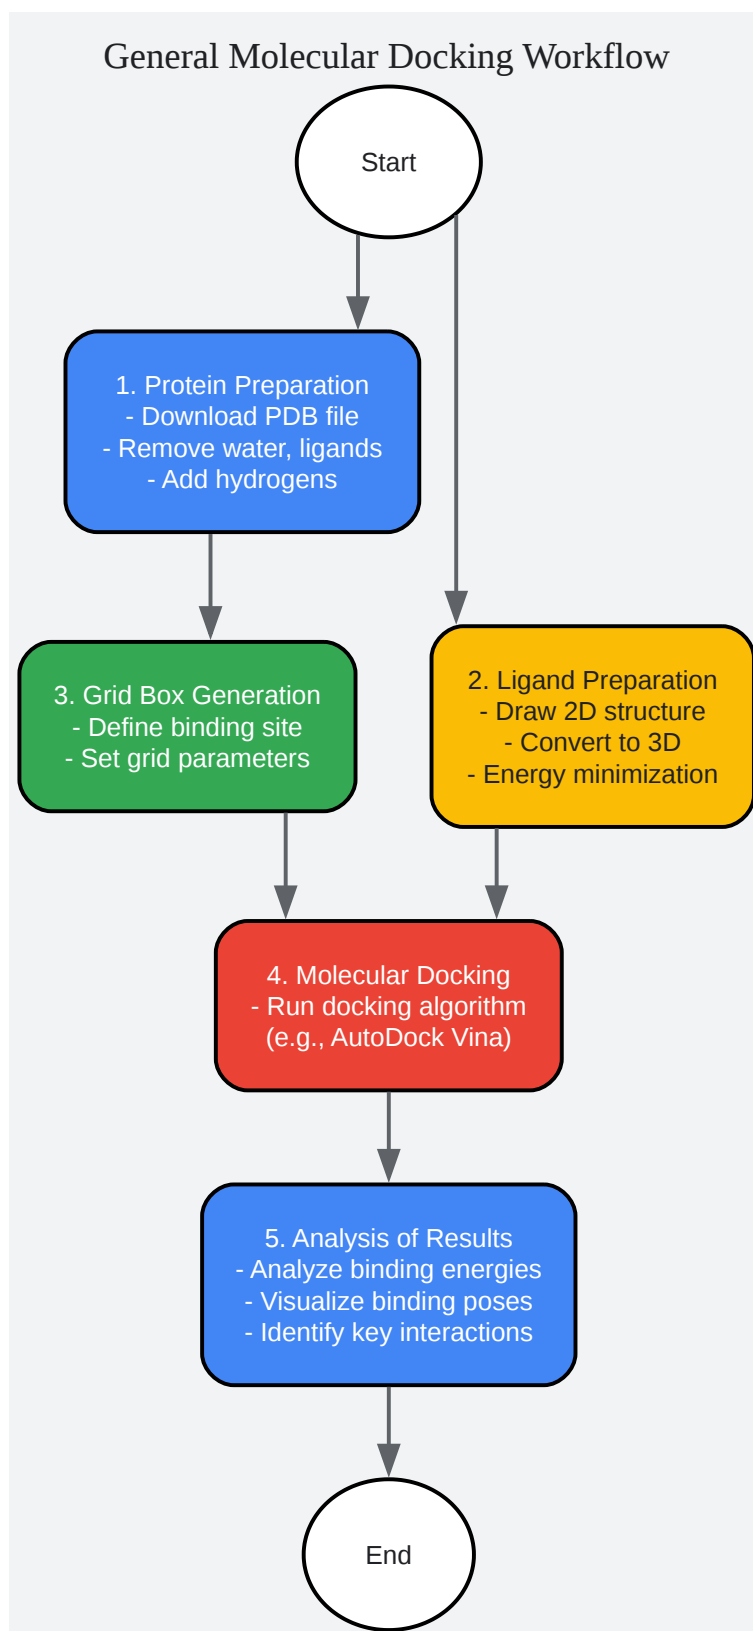 General Molecular Docking Workflow
Start
1. Protein Preparation
- Download PDB file
- Remove water, ligands
- Add hydrogens
3. Grid Box Generation
- Define binding site
- Set grid parameters
2. Ligand Preparation
- Draw 2D structure
- Convert to 3D
- Energy minimization
4. Molecular Docking
- Run docking algorithm
(e.g., AutoDock Vina)
5. Analysis of Results
- Analyze binding energies
- Visualize binding poses
- Identify key interactions
End